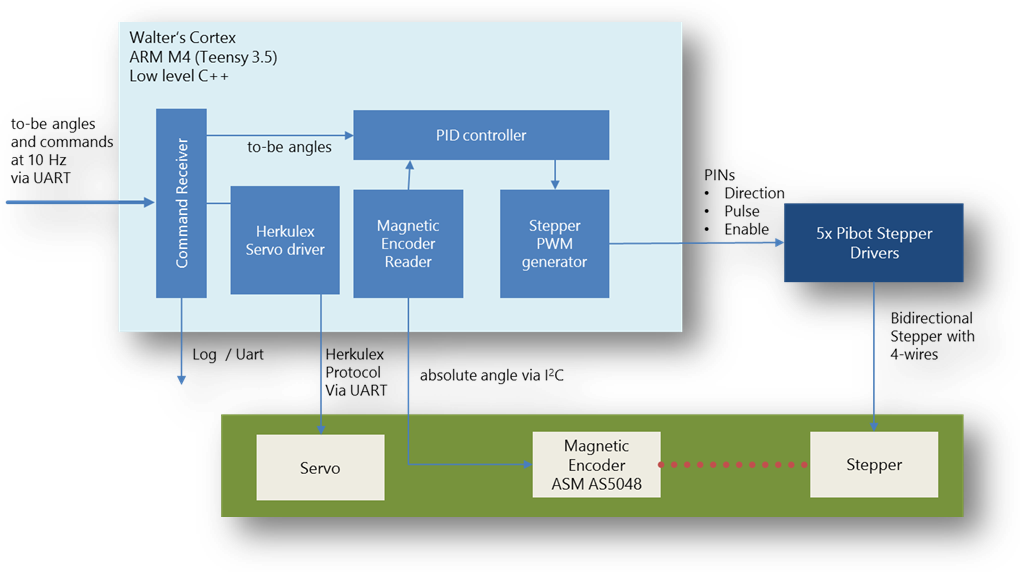 Walter's Cortex
ARM M4 (Teensy 3.5)
Low level C++
to-be angles
and commands
at 10 Hz
via UART
Command Receiver
to-be angles
PID controller
Herkulex
Servo driver
Magnetic
Encoder
Reader
Stepper
PWM
generator
PINs
• Direction
• Pulse
• Enable
5x Pibot Stepper
Drivers
Bidirectional
Stepper with
4-wires
Log / Uart
Herkulex
Protocol
Via UART
absolute angle via I²C
Servo
Magnetic
Encoder
ASM AS5048
Stepper